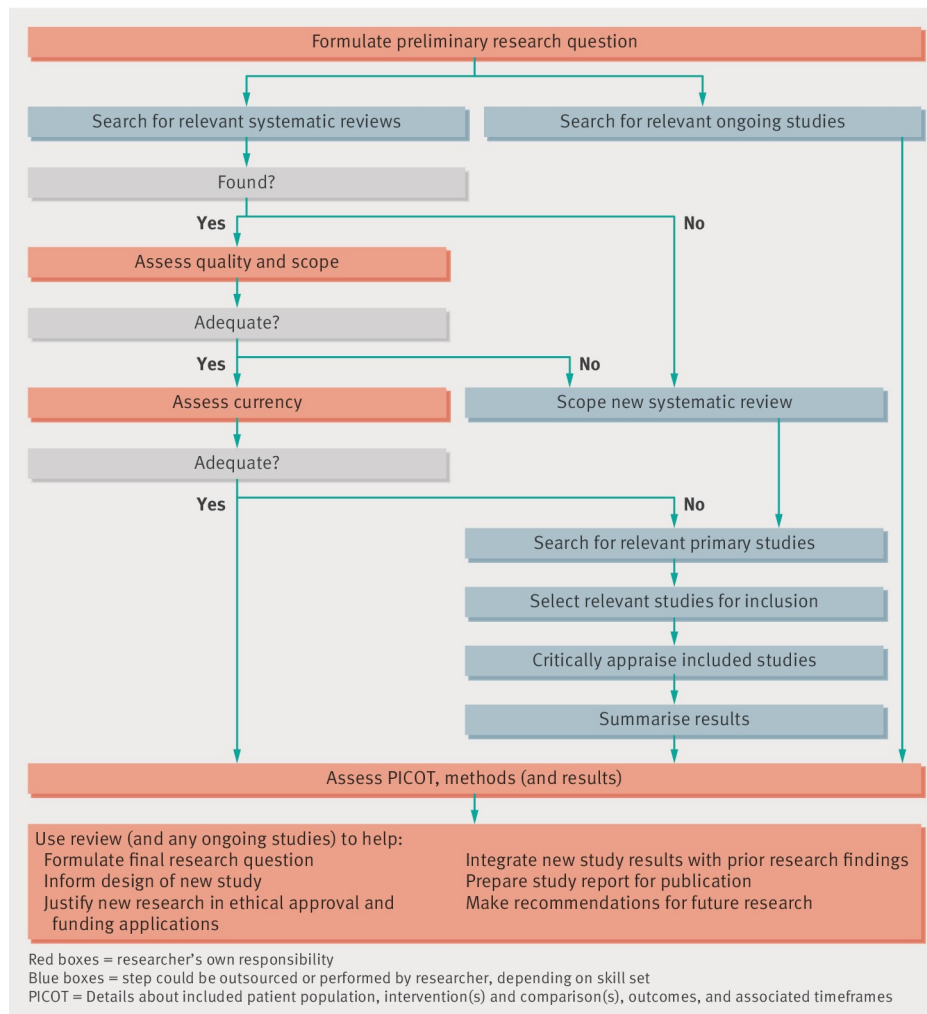 Formulate preliminary research question
Search for relevant systematic reviews
Search for relevant ongoing studies
Found?
Yes
No
Assess quality and scope
Adequate?
Yes
No
Assess currency
Scope new systematic review
Adequate?
Yes
No
Search for relevant primary studies
Select relevant studies for inclusion
Critically appraise included studies
Summarise results
Assess PICOT, methods (and results)
Use review (and any ongoing studies) to help:
Formulate final research question
Inform design of new study
Justify new research in ethical approval and
funding applications
Integrate new study results with prior research findings
Prepare study report for publication
Make recommendations for future research
Red boxes = researcher's own responsibility
Blue boxes = step could be outsourced or performed by researcher, depending on skill set
PICOT = Details about included patient population, intervention(s) and comparison(s), outcomes, and associated timeframes